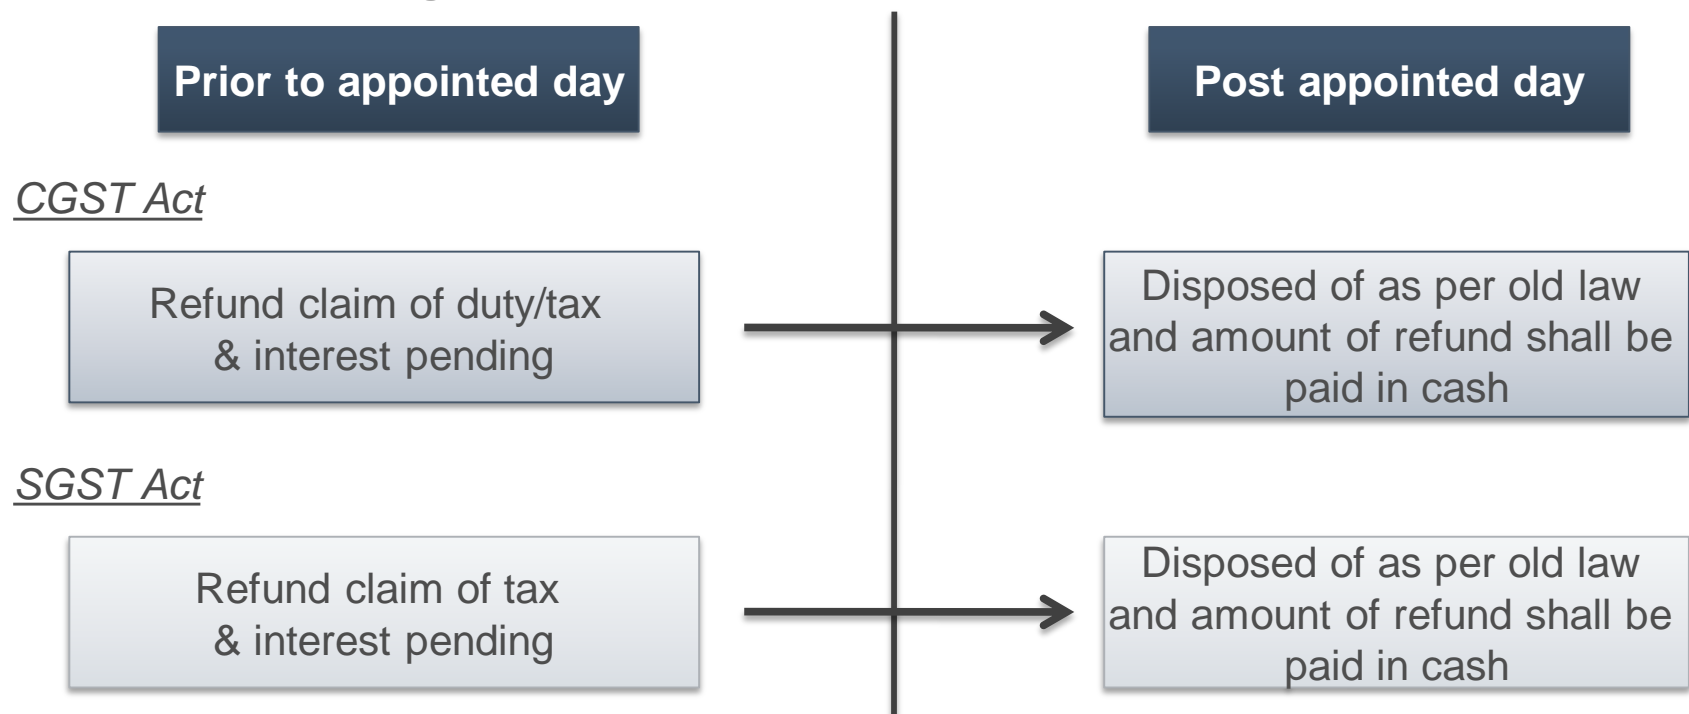 Prior to appointed day
Post appointed day
CGST Act
Refund claim of duty/tax
& interest pending
Disposed of as per old law
and amount of refund shall be
paid in cash
SGST Act
Refund claim of tax
& interest pending
Disposed of as per old law
and amount of refund shall be
paid in cash